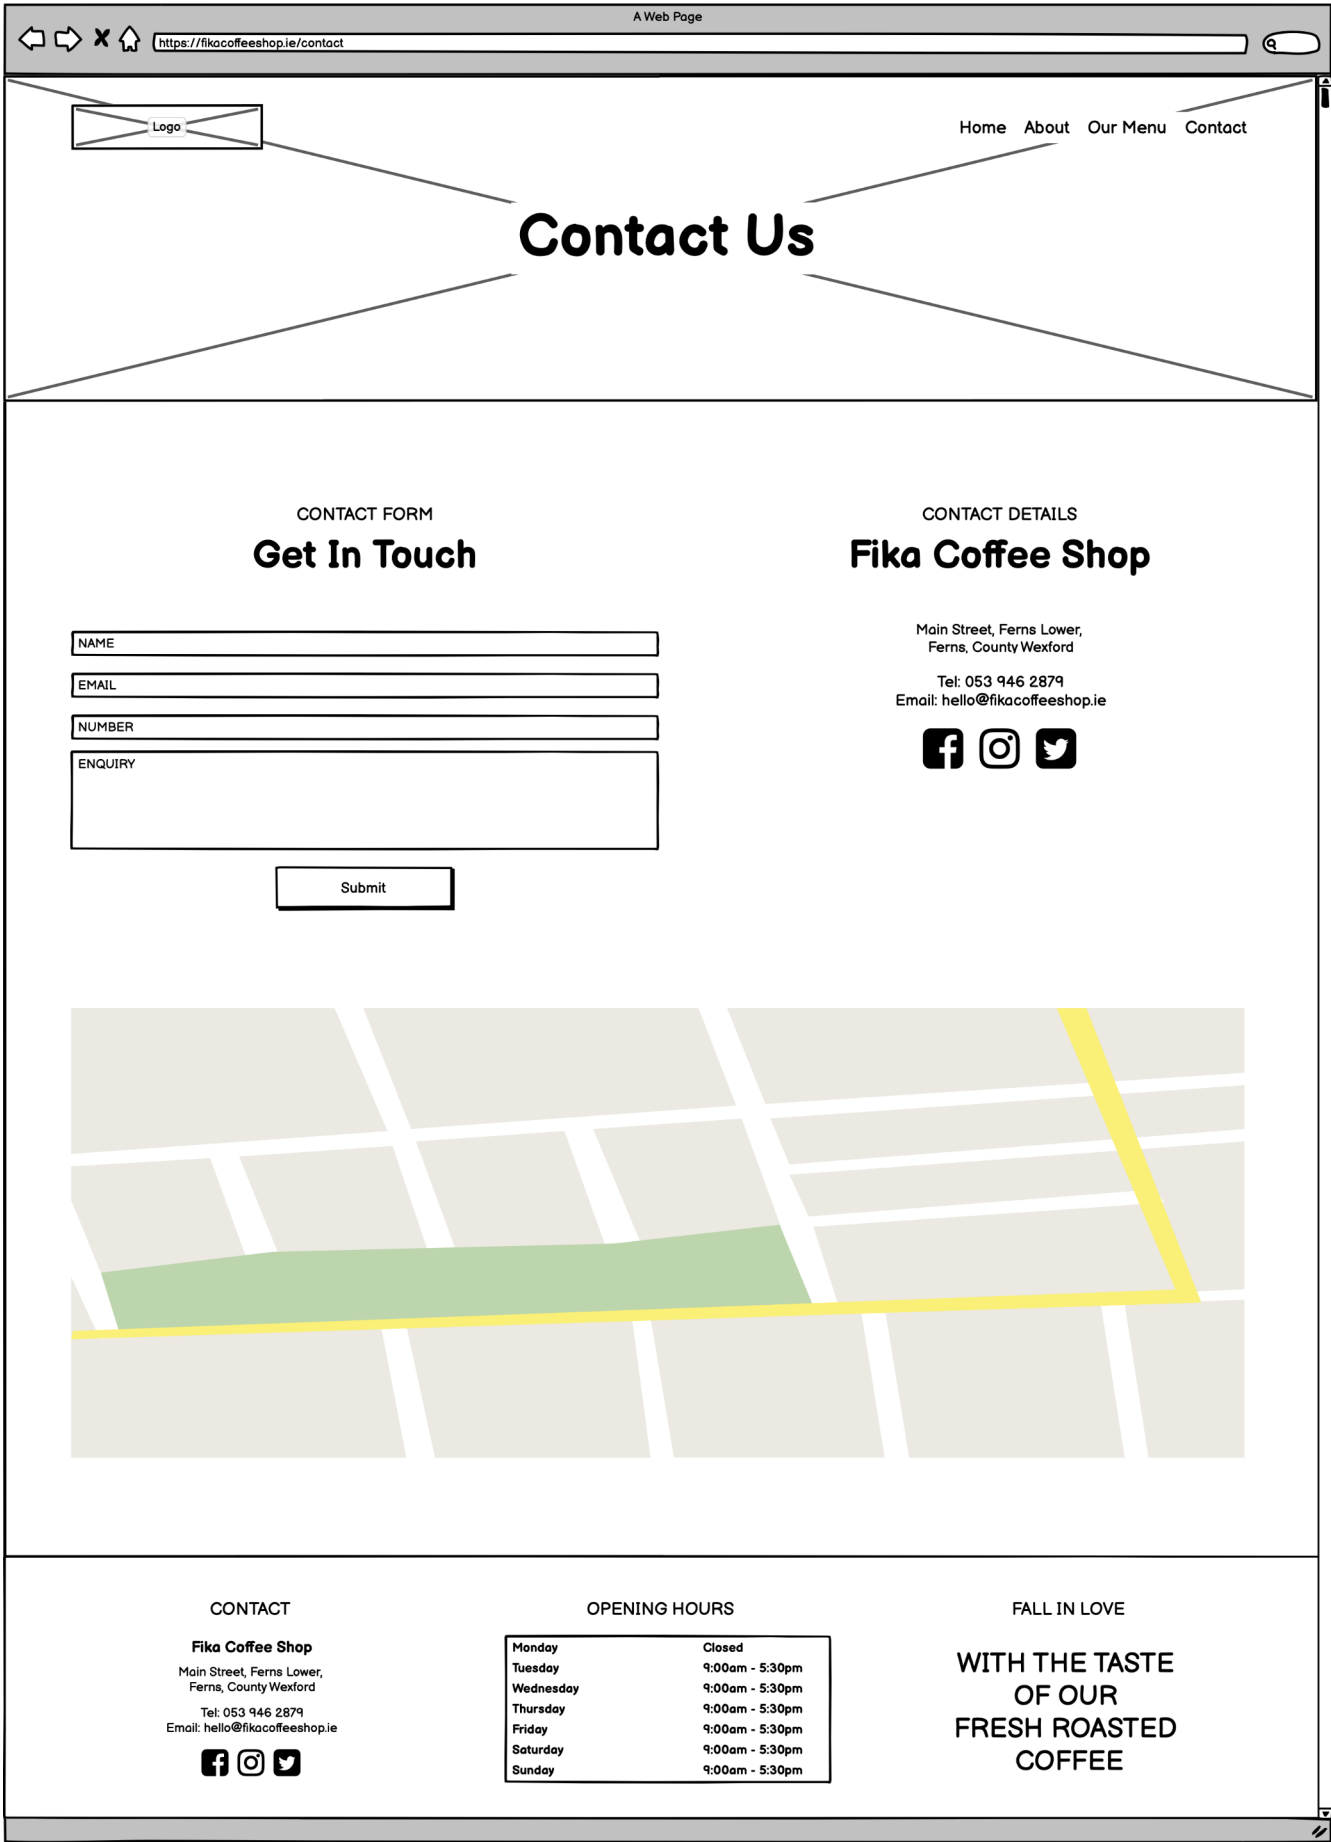 A Web Page
https://fikacoffeeshop.ie/contact
Logo
Home About Our Menu Contact
Contact Us
CONTACT FORM
Get In Touch
NAME
EMAIL
NUMBER
ENQUIRY
Submit
CONTACT DETAILS
Fika Coffee Shop
Main Street, Ferns Lower,
Ferns, County Wexford
Tel: 053 946 2879
Email: hello@fikacoffeeshop.ie
CONTACT
Fika Coffee Shop
Main Street, Ferns Lower,
Ferns, County Wexford
Tel: 053 946 2879
Email: hello@fikacoffeeshop.ie
OPENING HOURS
Monday Closed
Tuesday 9:00am - 5:30pm
Wednesday 9:00am - 5:30pm
Thursday 9:00am - 5:30pm
Friday 9:00am - 5:30pm
Saturday 9:00am - 5:30pm
Sunday 9:00am - 5:30pm
FALL IN LOVE
WITH THE TASTE
OF OUR
FRESH ROASTED
COFFEE